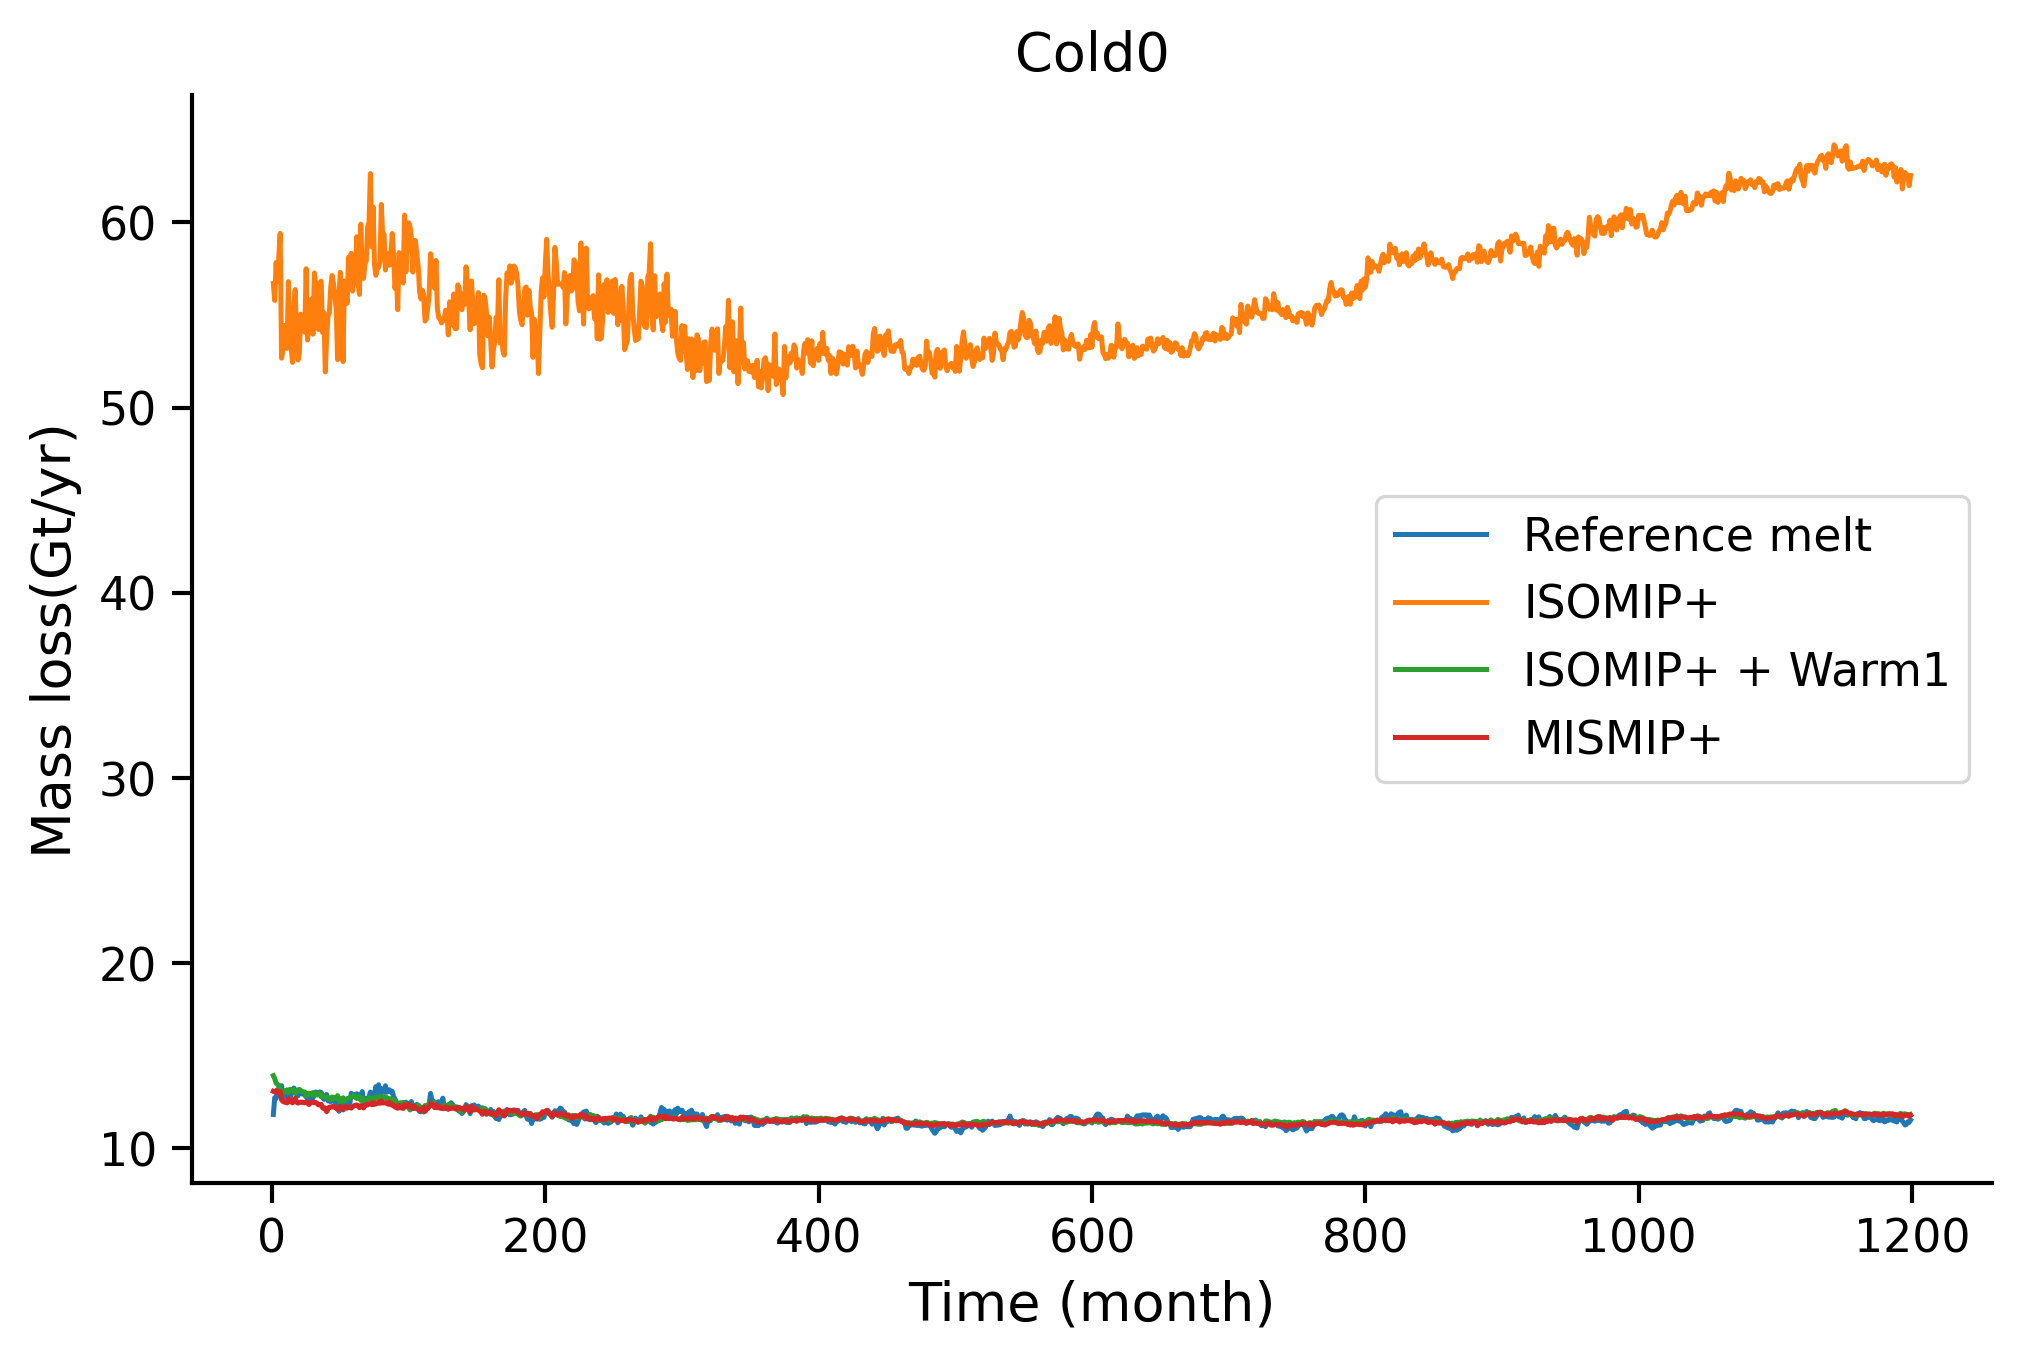 Cold0
Mass loss(Gt/yr)
60
50
40
30
20
10
Reference melt
ISOMIP+
ISOMIP+ + Warm1
MISMIP+
0
200
400
600
800
1000
1200
Time (month)